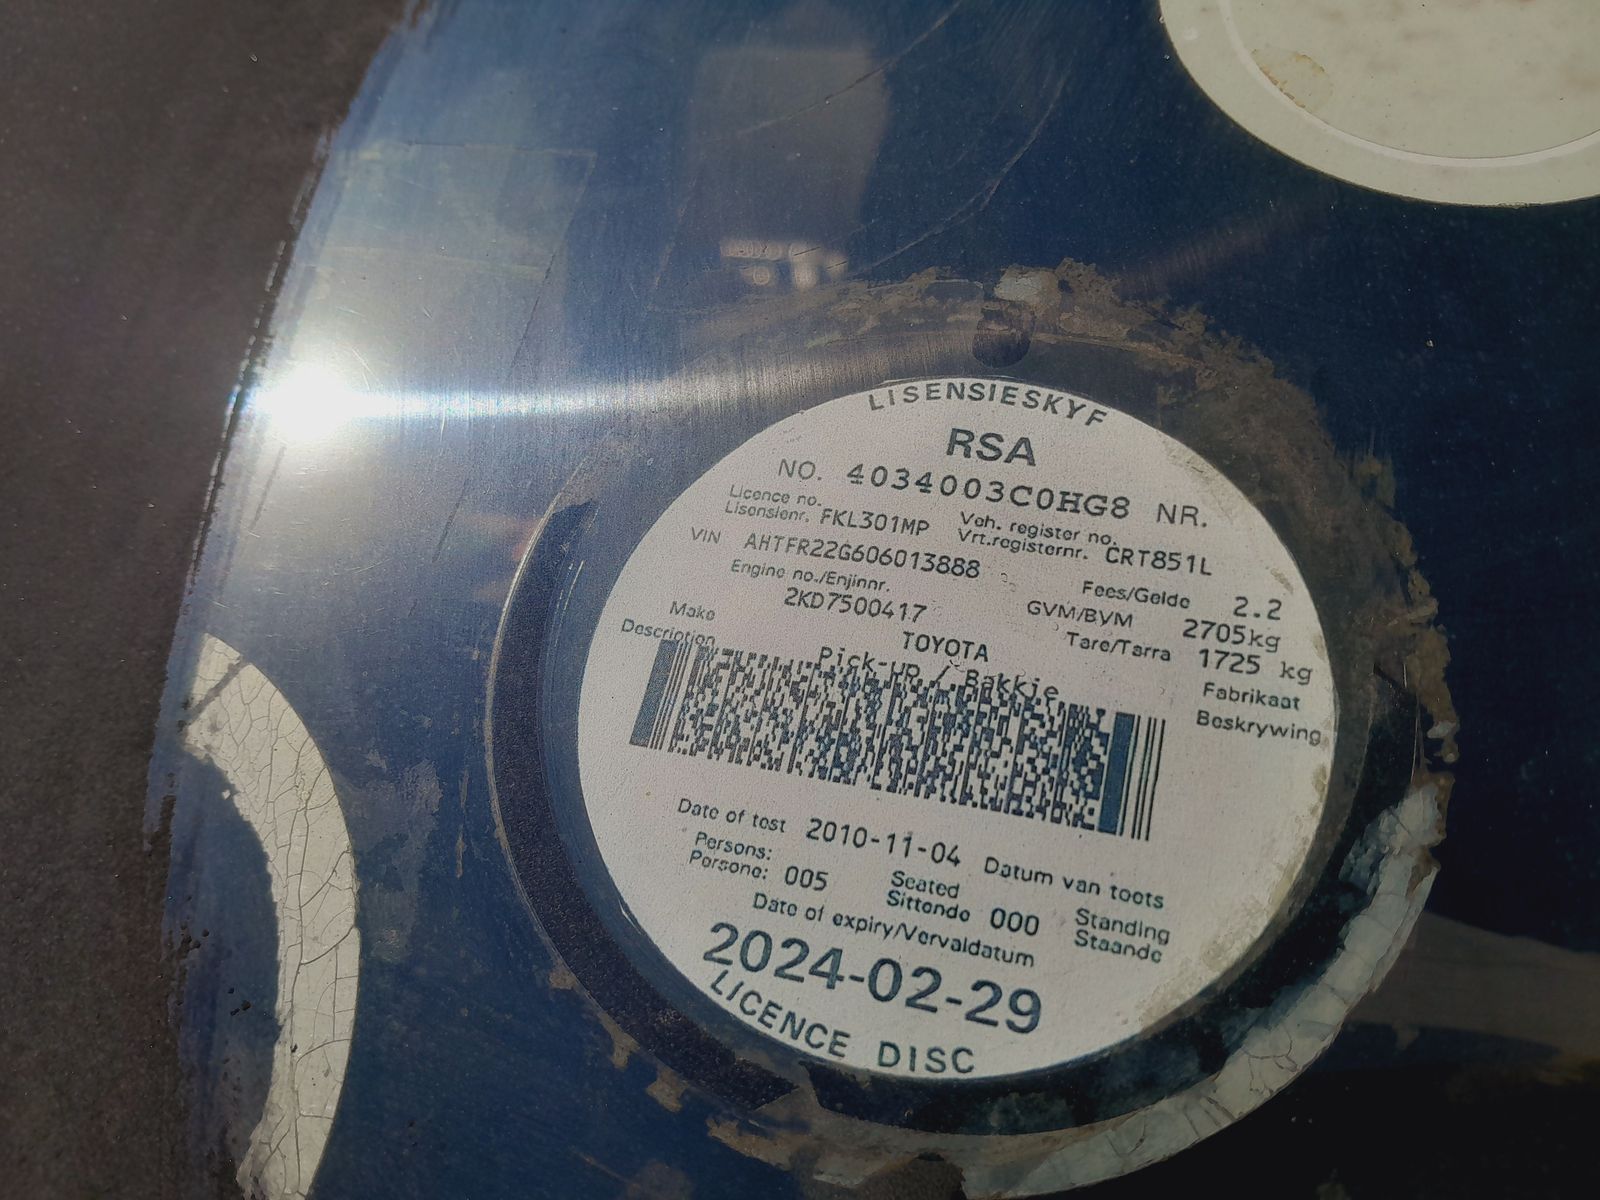 LISENSIESKYF
RSA
NO. 4034003C0HG8 NR.
Licence no. Veh. register no.
Lisensienr. FKL301MP Vrt.registernr. CRT851L
VIN AHTFR22G606013888
Fees/Gelde 2.2
Engine no./Enjinnr. GVM/BVM 2705kg
2KD7500417 Tare/Tarra 1725 kg
Make TOYOTA Fabrikaat
Description Pick-up / Bakkie Beskrywing
Date of test 2010-11-04 Datum van toets
Persons: Seated Standing
Persone: 005 Sittende 000 Staande
Date of expiry/Vervaldatum
2024-02-29
LICENCE DISC